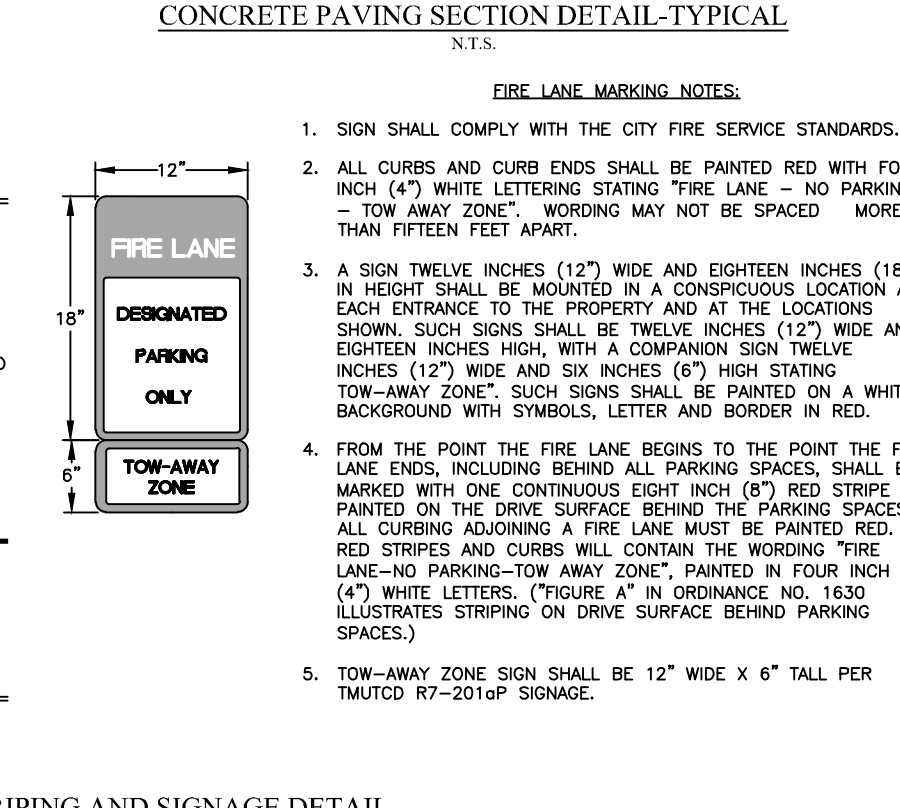 CONCRETE PAVING SECTION DETAIL-TYPICAL
N.T.S.
FIRE LANE MARKING NOTES:
1. SIGN SHALL COMPLY WITH THE CITY FIRE SERVICE STANDARDS.
2. ALL CURBS AND CURB ENDS SHALL BE PAINTED RED WITH FO
INCH (4") WHITE LETTERING STATING "FIRE LANE – NO PARKIN
– TOW AWAY ZONE". WORDING MAY NOT BE SPACED MORE
THAN FIFTEEN FEET APART.
3. A SIGN TWELVE INCHES (12") WIDE AND EIGHTEEN INCHES (18
IN HEIGHT SHALL BE MOUNTED IN A CONSPICUOUS LOCATION A
EACH ENTRANCE TO THE PROPERTY AND AT THE LOCATIONS
SHOWN. SUCH SIGNS SHALL BE TWELVE INCHES (12") WIDE AN
EIGHTEEN INCHES HIGH, WITH A COMPANION SIGN TWELVE
INCHES (12") WIDE AND SIX INCHES (6") HIGH STATING
TOW–AWAY ZONE". SUCH SIGNS SHALL BE PAINTED ON A WHIT
BACKGROUND WITH SYMBOLS, LETTER AND BORDER IN RED.
4. FROM THE POINT THE FIRE LANE BEGINS TO THE POINT THE F
LANE ENDS, INCLUDING BEHIND ALL PARKING SPACES, SHALL B
MARKED WITH ONE CONTINUOUS EIGHT INCH (8") RED STRIPE
PAINTED ON THE DRIVE SURFACE BEHIND THE PARKING SPACES
ALL CURBING ADJOINING A FIRE LANE MUST BE PAINTED RED.
RED STRIPES AND CURBS WILL CONTAIN THE WORDING "FIRE
LANE–NO PARKING–TOW AWAY ZONE", PAINTED IN FOUR INCH
(4") WHITE LETTERS. ("FIGURE A" IN ORDINANCE NO. 1630
ILLUSTRATES STRIPING ON DRIVE SURFACE BEHIND PARKING
SPACES.)
5. TOW–AWAY ZONE SIGN SHALL BE 12" WIDE X 6" TALL PER
TMUTCD R7–201aP SIGNAGE.
12"
18"
6"
FIRE LANE
DESIGNATED
PARKING
ONLY
TOW-AWAY
ZONE
RIPING AND SIGNAGE DETAIL